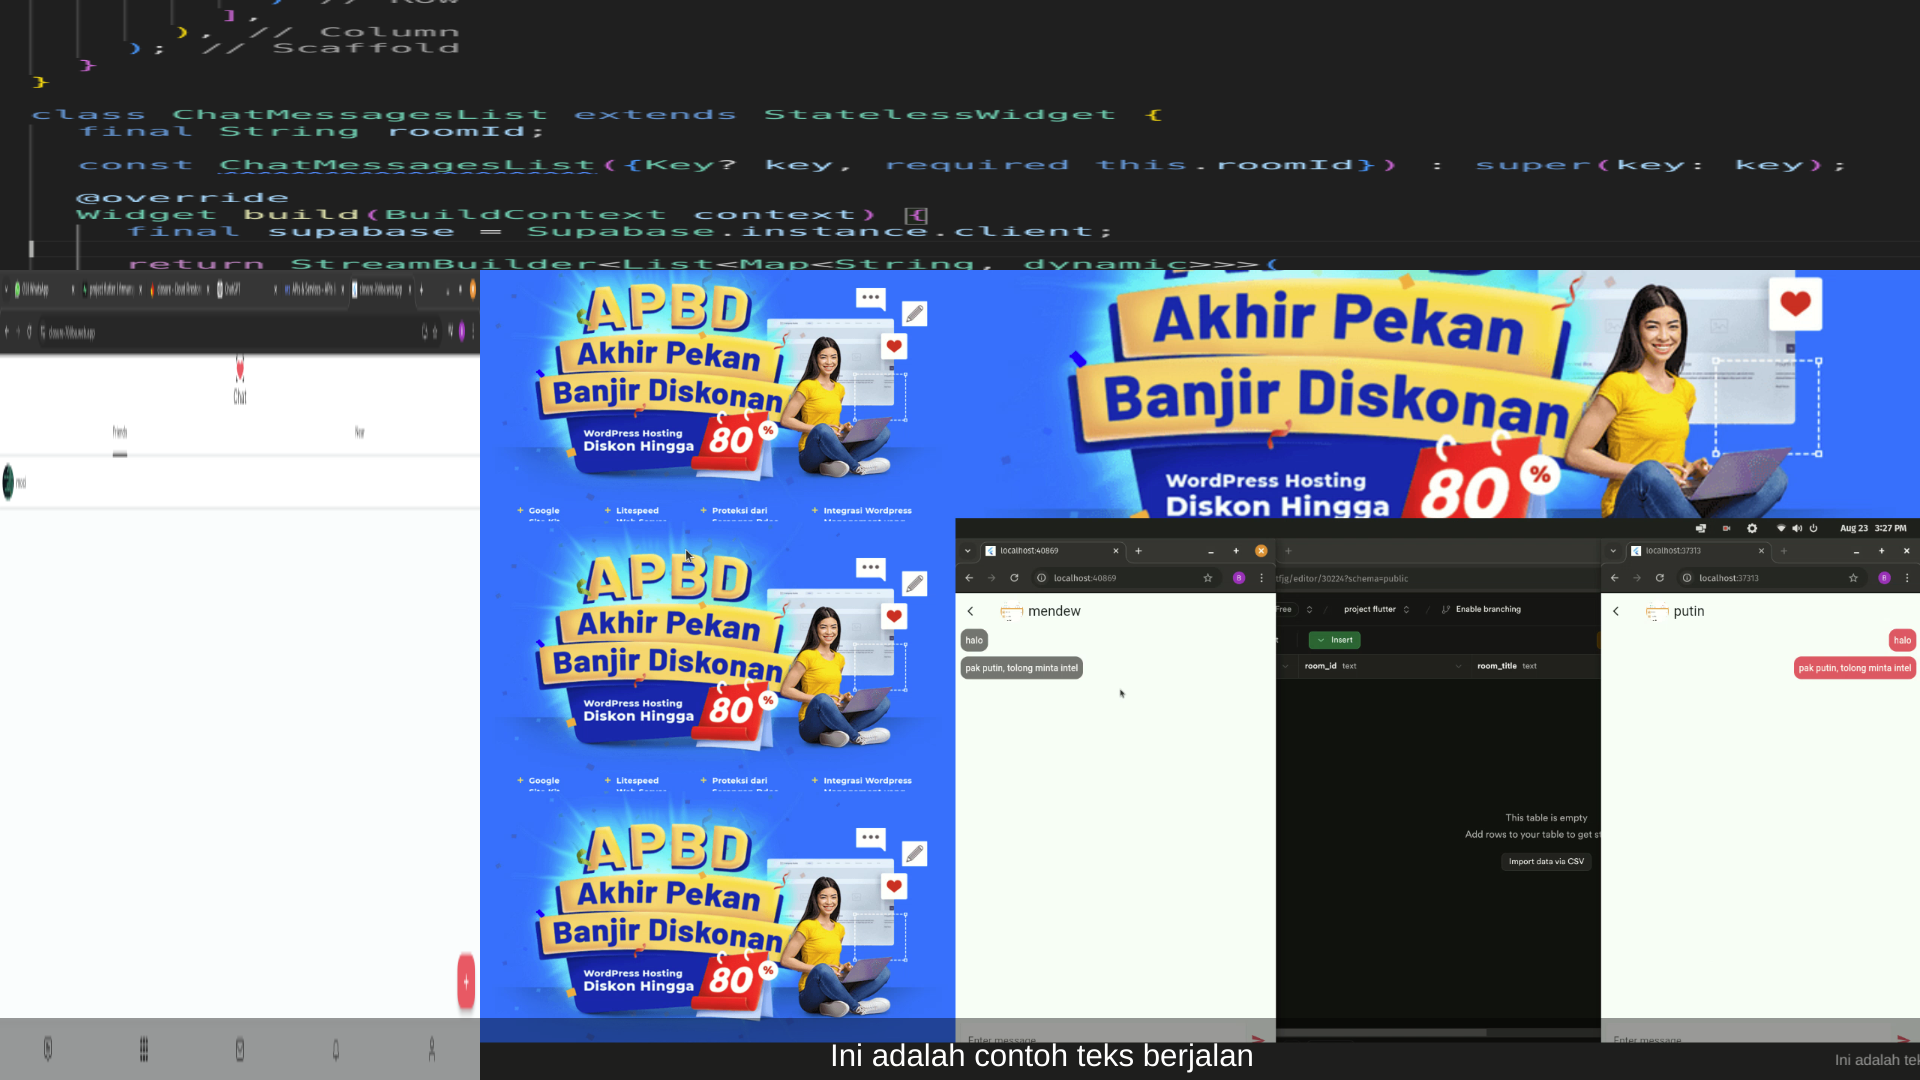 ], // Row
],
), // Column
); // Scaffold
}
}
class ChatMessagesList extends StatelessWidget {
final String roomId;
const ChatMessagesList({Key? key, required this.roomId}) : super(key: key);
@override
Widget build(BuildContext context) {
final supabase = Supabase.instance.client;
return StreamBuilder<List<Map<String, dynamic>>>(
WhatsApp
ChatGPT
Chat
Friends
New
APBD
Akhir Pekan
Banjir Diskonan
WordPress Hosting
Diskon Hingga
80%
+ Google
+ Litespeed
+ Proteksi dari
+ Integrasi Wordpress
APBD
Akhir Pekan
Banjir Diskonan
WordPress Hosting
Diskon Hingga
80%
+ Google
+ Litespeed
+ Proteksi dari
+ Integrasi Wordpress
APBD
Akhir Pekan
Banjir Diskonan
WordPress Hosting
Diskon Hingga
80%
Akhir Pekan
Banjir Diskonan
WordPress Hosting
Diskon Hingga
80%
Aug 23 3:27 PM
localhost:40869
localhost:40869
mendew
halo
pak putin, tolong minta intel
Enter message
tfjg/editor/30224?schema=public
Free
project flutter
Enable branching
Insert
room_id text
room_title text
This table is empty
Add rows to your table to get st
Import data via CSV
localhost:37313
localhost:37313
putin
halo
pak putin, tolong minta intel
Enter message
Ini adalah contoh teks berjalan
Ini adalah tek